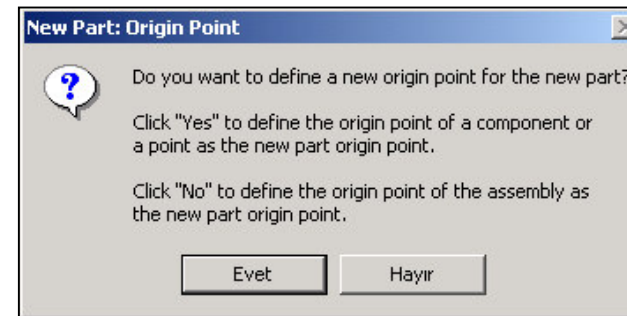 New Part: Origin Point
Do you want to define a new origin point for the new part?
Click "Yes" to define the origin point of a component or
a point as the new part origin point.
Click "No" to define the origin point of the assembly as
the new part origin point.
Evet
Hayır